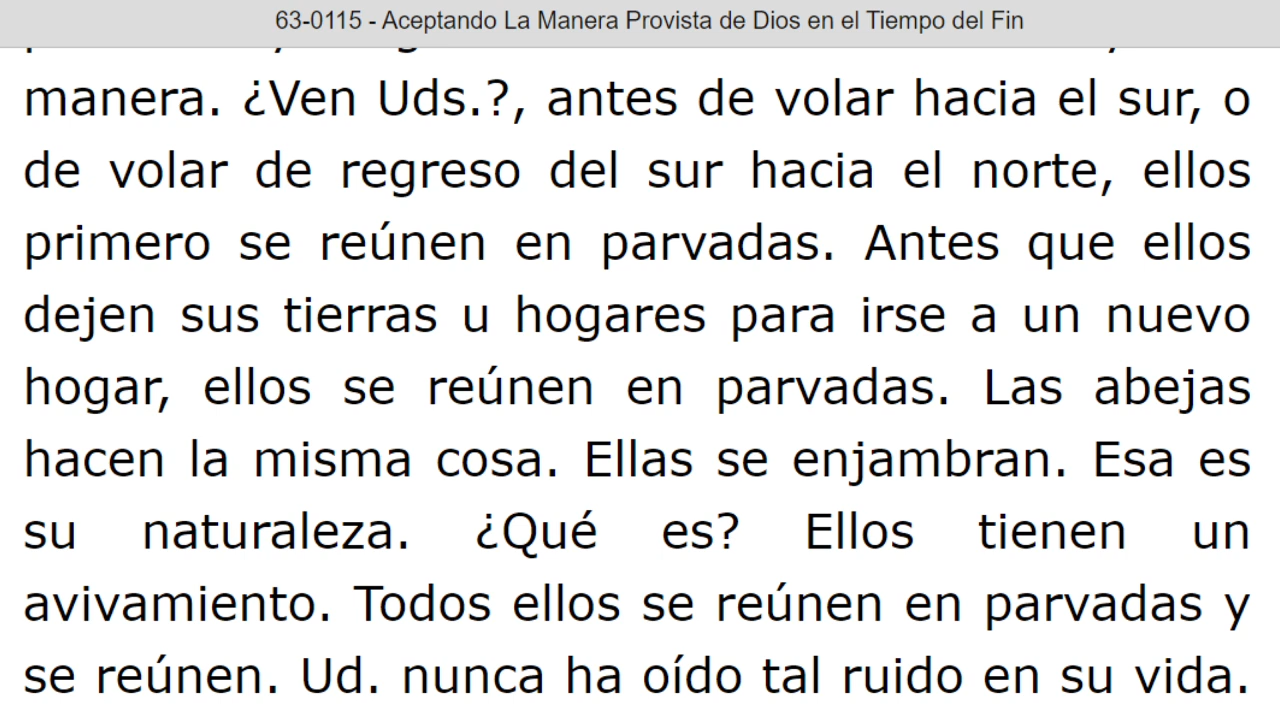 63-0115 - Aceptando La Manera Provista de Dios en el Tiempo del Fin
manera. ¿Ven Uds.?, antes de volar hacia el sur, o
de volar de regreso del sur hacia el norte, ellos
primero se reúnen en parvadas. Antes que ellos
dejen sus tierras u hogares para irse a un nuevo
hogar, ellos se reúnen en parvadas. Las abejas
hacen la misma cosa. Ellas se enjambran. Esa es
su naturaleza. ¿Qué es? Ellos tienen un
avivamiento. Todos ellos se reúnen en parvadas y
se reúnen. Ud. nunca ha oído tal ruido en su vida.